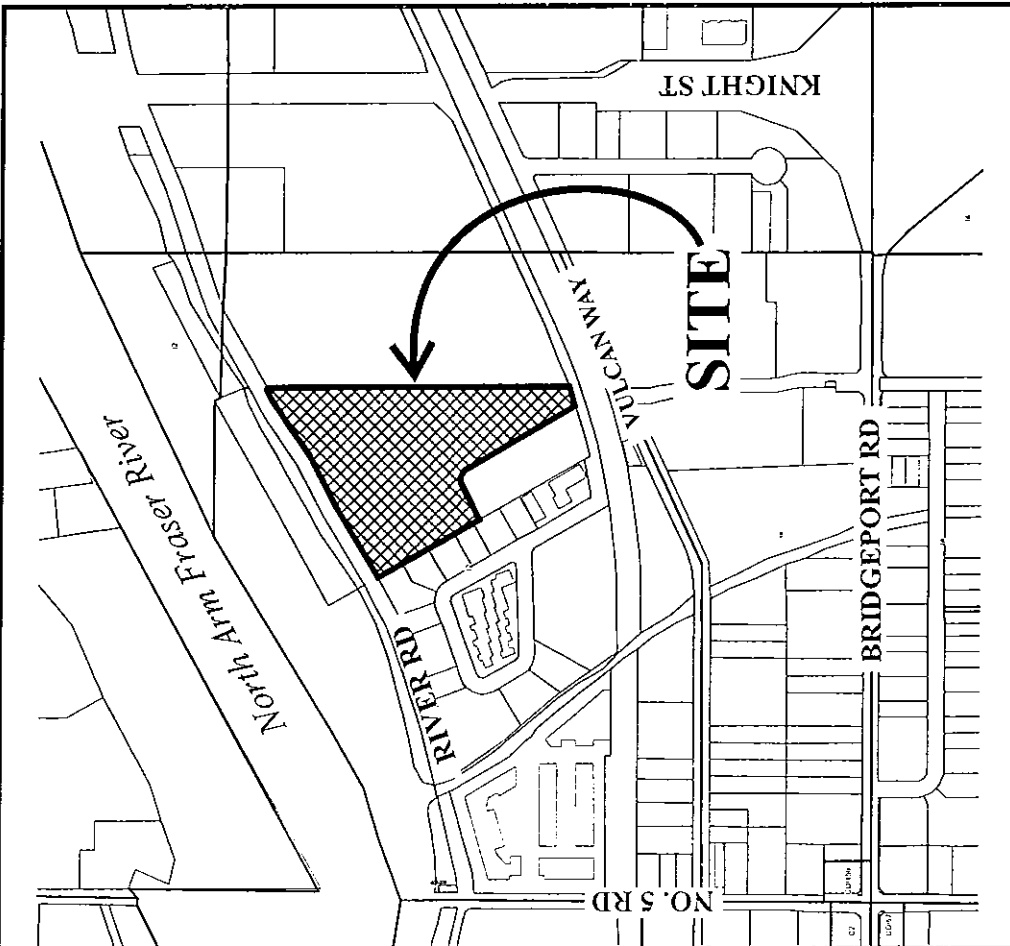 KNIGHT ST
SITE
VULCAN WAY
North Arm Fraser River
RIVER RD
BRIDGEPORT RD
NO. 5 RD